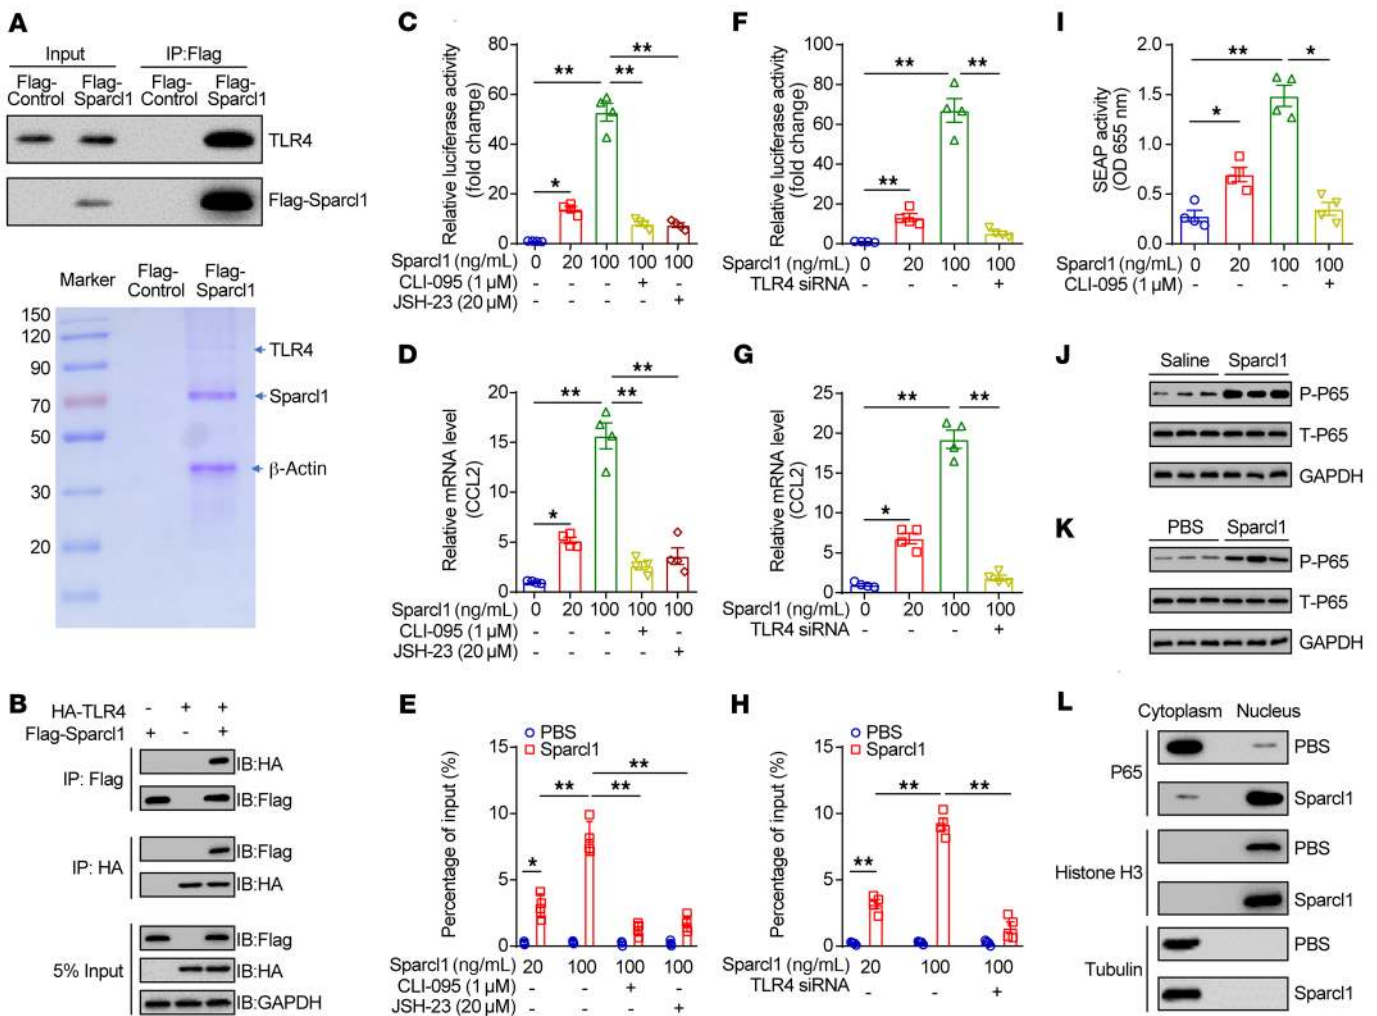 A
Input IP:Flag
Flag-Control Flag-Sparcl1 Flag-Control Flag-Sparcl1
TLR4
Flag-Sparcl1
Marker Flag-Control Flag-Sparcl1
150
120
90
70
50
30
20
TLR4
Sparcl1
β-Actin
B
HA-TLR4 - + +
Flag-Sparcl1 + - +
IP: Flag
IB:HA
IB:Flag
IP: HA
IB:Flag
IB:HA
5% Input
IB:Flag
IB:HA
IB:GAPDH
C
Relative luciferase activity
(fold change)
80
60
40
20
0
** ** ** *
Sparcl1 (ng/mL) 0 20 100 100 100
CLI-095 (1 µM) - - - + -
JSH-23 (20 µM) - - - - +
D
Relative mRNA level
(CCL2)
20
15
10
5
0
** ** ** *
Sparcl1 (ng/mL) 0 20 100 100 100
CLI-095 (1 µM) - - - + -
JSH-23 (20 µM) - - - - +
E
PBS
Sparcl1
Percentage of input (%)
15
10
5
0
** ** ** *
Sparcl1 (ng/mL) 20 100 100 100
CLI-095 (1 µM) - - + -
JSH-23 (20 µM) - - - +
F
Relative luciferase activity
(fold change)
100
80
60
40
20
0
** ** **
Sparcl1 (ng/mL) 0 20 100 100
TLR4 siRNA - - - +
G
Relative mRNA level
(CCL2)
25
20
15
10
5
0
** ** *
Sparcl1 (ng/mL) 0 20 100 100
TLR4 siRNA - - - +
H
PBS
Sparcl1
Percentage of input (%)
15
10
5
0
** ** **
Sparcl1 (ng/mL) 20 100 100
TLR4 siRNA - - +
I
SEAP activity
(OD 655 nm)
2.0
1.5
1.0
0.5
0.0
** * *
Sparcl1 (ng/mL) 0 20 100 100
CLI-095 (1 µM) - - - +
J
Saline Sparcl1
P-P65
T-P65
GAPDH
K
PBS Sparcl1
P-P65
T-P65
GAPDH
L
Cytoplasm Nucleus
P65
PBS
Sparcl1
Histone H3
PBS
Sparcl1
Tubulin
PBS
Sparcl1